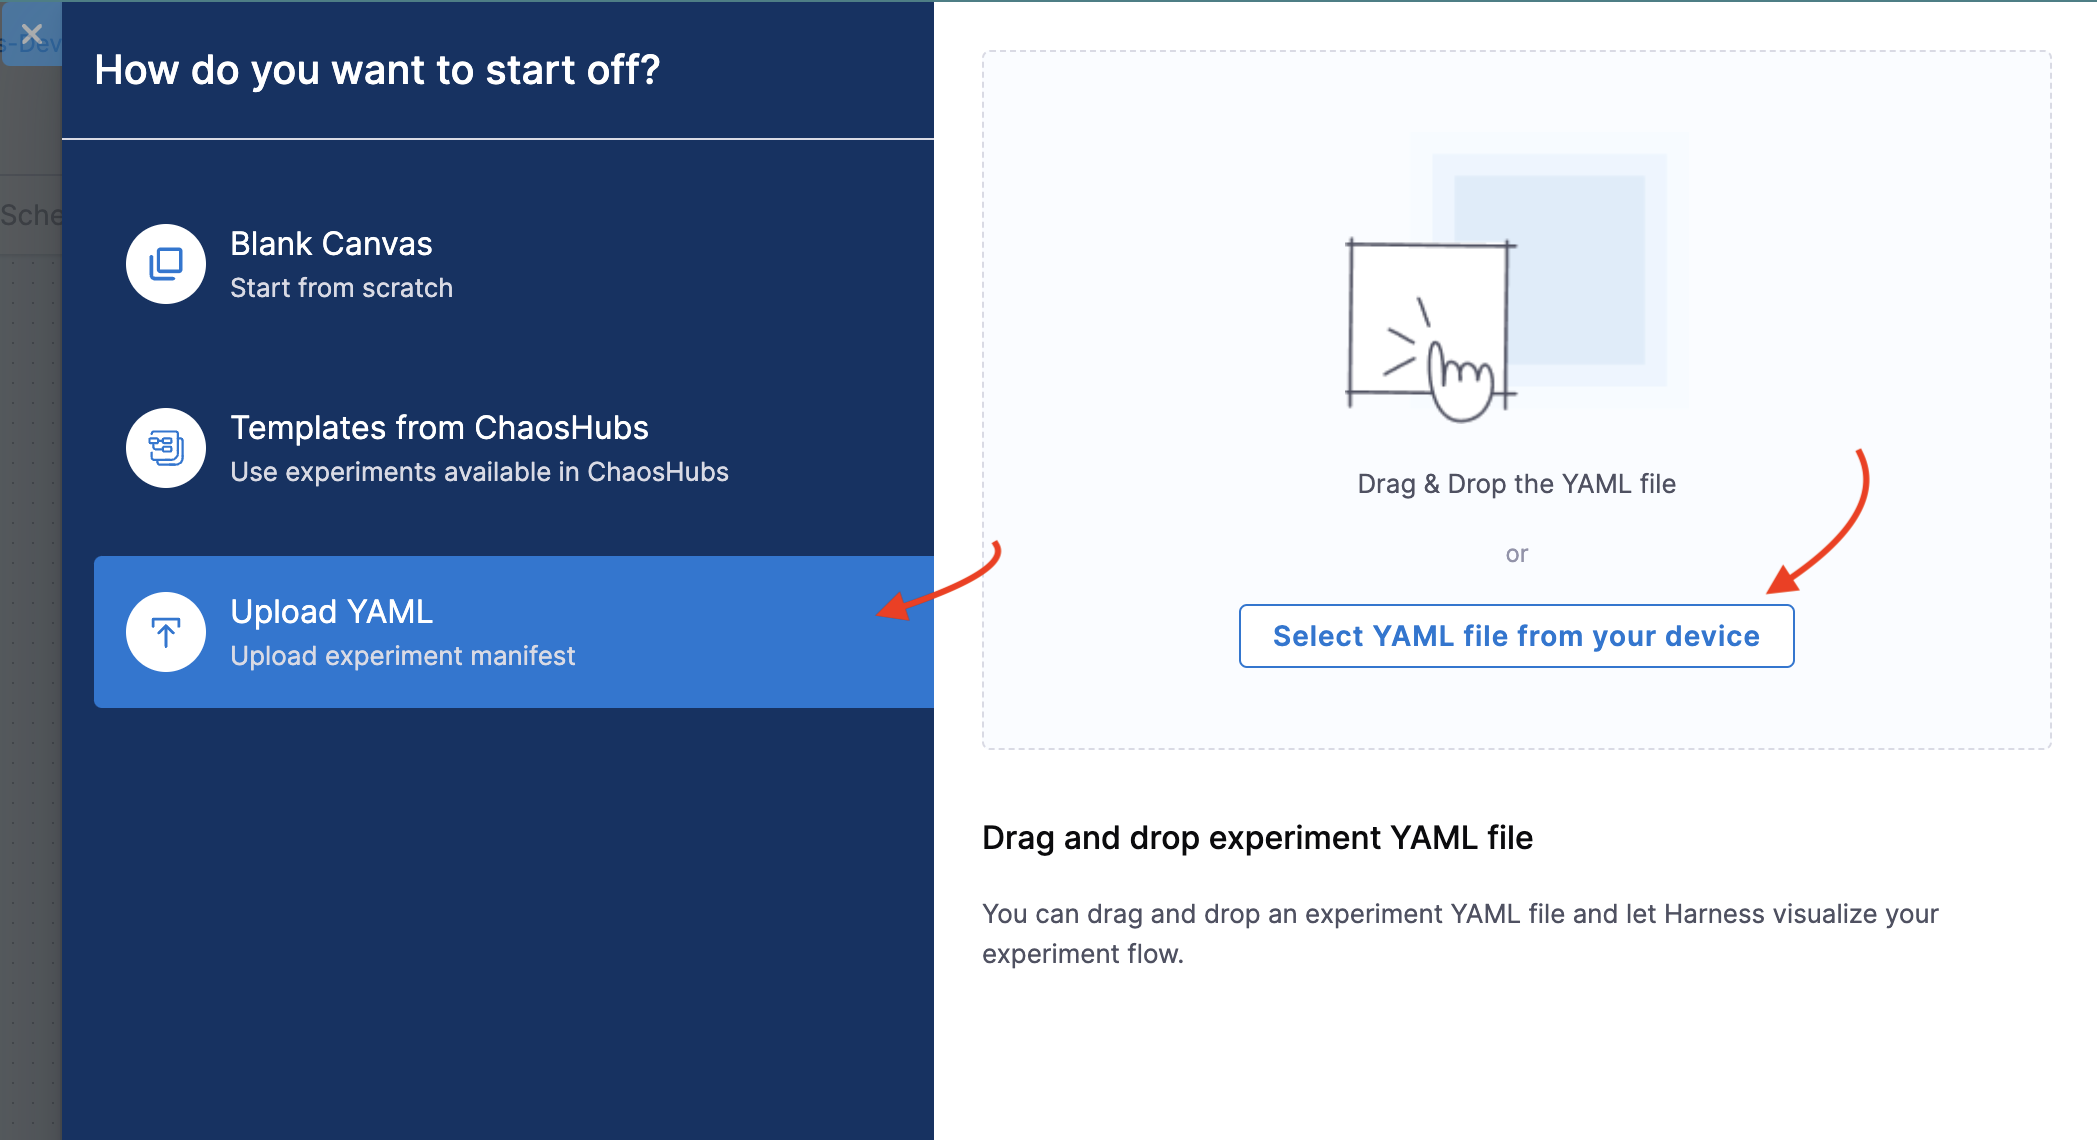 s-Dev
How do you want to start off?
Sche
Blank Canvas
Start from scratch
Templates from ChaosHubs
Use experiments available in ChaosHubs
Upload YAML
Upload experiment manifest
Drag & Drop the YAML file
or
Select YAML file from your device
Drag and drop experiment YAML file
You can drag and drop an experiment YAML file and let Harness visualize your
experiment flow.